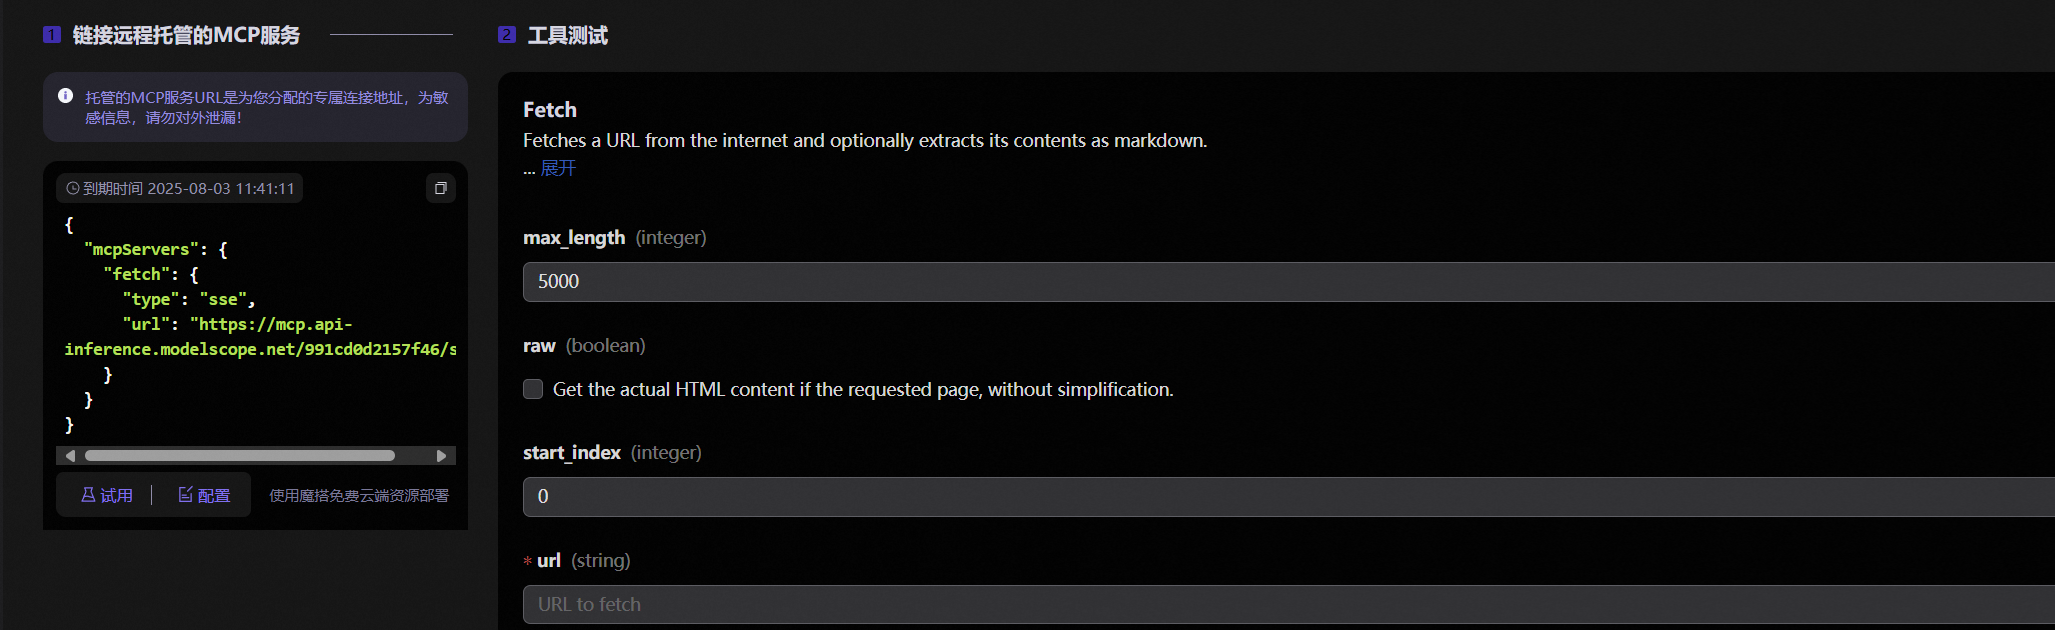 1 链接远程托管的MCP服务
托管的MCP服务URL是为您分配的专属连接地址，为敏
感信息，请勿对外泄漏！
到期时间 2025-08-03 11:41:11
{
"mcpServers": {
"fetch": {
"type": "sse",
"url": "https://mcp.api-
inference.modelscope.net/991cd0d2157f46/s
}
}
}
试用 配置 使用魔搭免费云端资源部署
2 工具测试
Fetch
Fetches a URL from the internet and optionally extracts its contents as markdown.
... 展开
max_length (integer)
5000
raw (boolean)
Get the actual HTML content if the requested page, without simplification.
start_index (integer)
0
* url (string)
URL to fetch